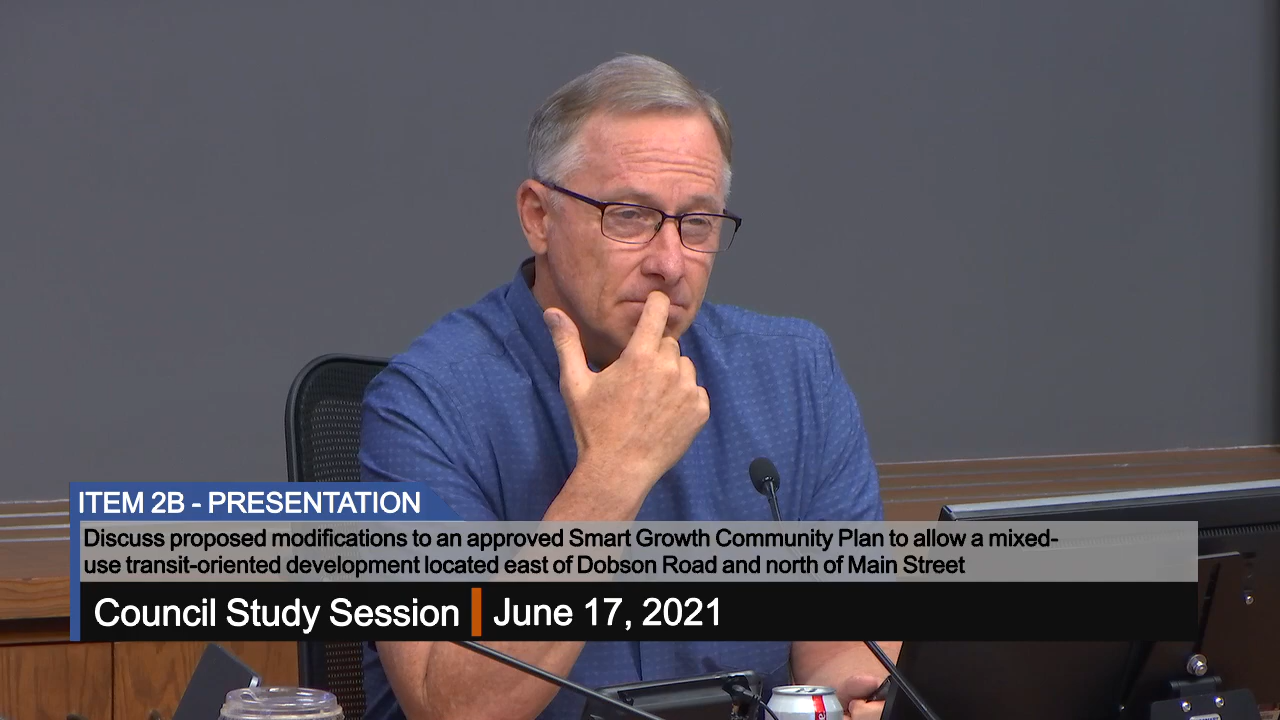 ITEM 2B - PRESENTATION
Discuss proposed modifications to an approved Smart Growth Community Plan to allow a mixed-
use transit-oriented development located east of Dobson Road and north of Main Street
Council Study Session | June 17, 2021